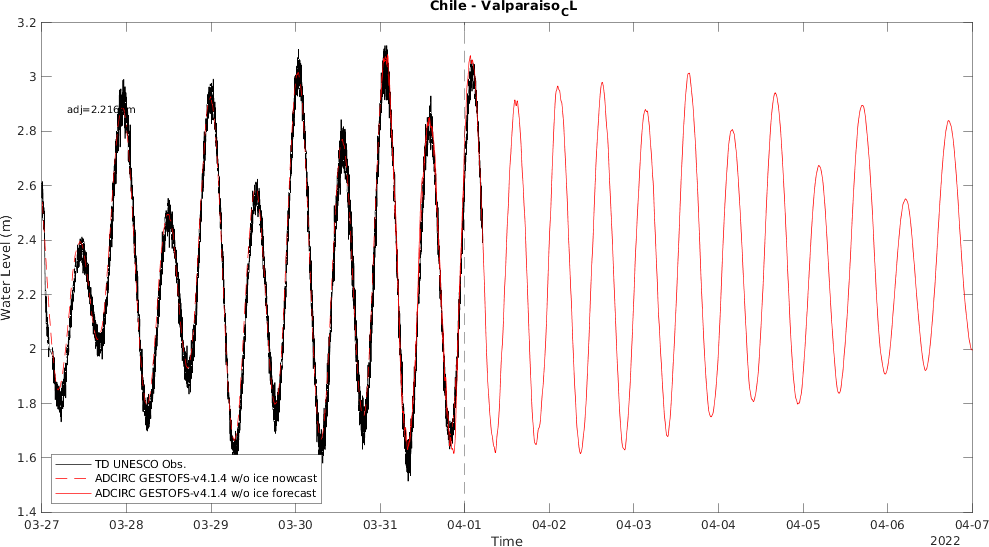 Chile - Valparaiso_CL
3.2
3
2.8
2.6
2.4
2.2
2
1.8
1.6
1.4
Water Level (m)
adj=2.216 m
TD UNESCO Obs.
ADCIRC GESTOFS-v4.1.4 w/o ice nowcast
ADCIRC GESTOFS-v4.1.4 w/o ice forecast
03-27 03-28 03-29 03-30 03-31 04-01 04-02 04-03 04-04 04-05 04-06 04-07
Time
2022